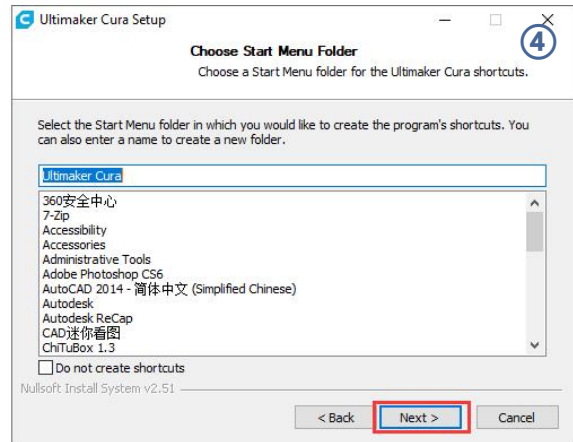 Ultimaker Cura Setup
④
Choose Start Menu Folder
Choose a Start Menu folder for the Ultimaker Cura shortcuts.
Select the Start Menu folder in which you would like to create the program's shortcuts. You
can also enter a name to create a new folder.
Ultimaker Cura
360安全中心
7-Zip
Accessibility
Accessories
Administrative Tools
Adobe Photoshop CS6
AutoCAD 2014 - 简体中文 (Simplified Chinese)
Autodesk
Autodesk ReCap
CAD迷你看图
ChiTuBox 1.3
Do not create shortcuts
Nullsoft Install System v2.51
< Back Next > Cancel